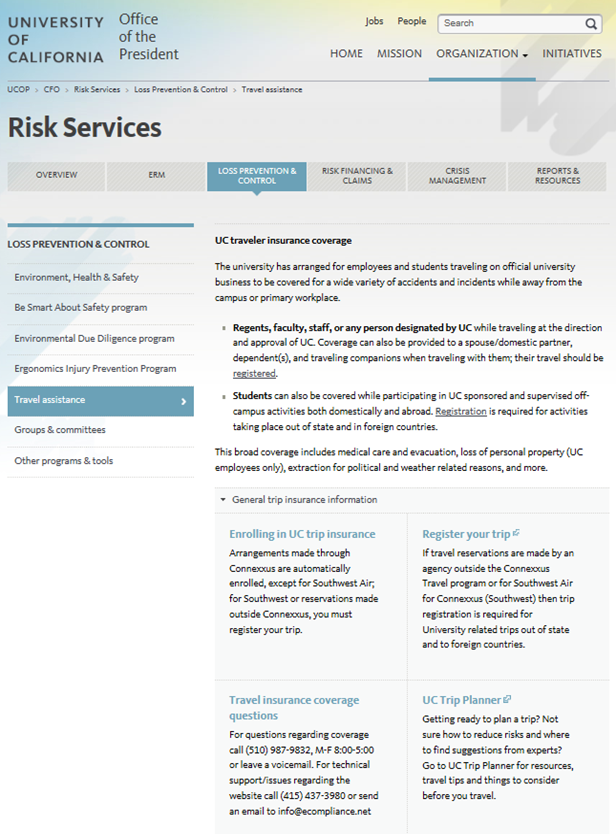 UNIVERSITY
OF
CALIFORNIA
Office
of the
President
Jobs People Search
HOME MISSION ORGANIZATION INITIATIVES
UCOP > CFO > Risk Services > Loss Prevention & Control > Travel assistance
Risk Services
OVERVIEW
ERM
LOSS PREVENTION &
CONTROL
RISK FINANCING &
CLAIMS
CRISIS
MANAGEMENT
REPORTS &
RESOURCES
LOSS PREVENTION & CONTROL
Environment, Health & Safety
Be Smart About Safety program
Environmental Due Diligence program
Ergonomics Injury Prevention Program
Travel assistance
Groups & committees
Other programs & tools
UC traveler insurance coverage
The university has arranged for employees and students traveling on official university
business to be covered for a wide variety of accidents and incidents while away from the
campus or primary workplace.
Regents, faculty, staff, or any person designated by UC while traveling at the direction
and approval of UC. Coverage can also be provided to a spouse/domestic partner,
dependent(s), and traveling companions when traveling with them; their travel should be
registered.
Students can also be covered while participating in UC sponsored and supervised off-
campus activities both domestically and abroad. Registration is required for activities
taking place out of state and in foreign countries.
This broad coverage includes medical care and evacuation, loss of personal property (UC
employees only), extraction for political and weather related reasons, and more.
General trip insurance information
Enrolling in UC trip insurance
Arrangements made through
Connexxus are automatically
enrolled, except for Southwest Air;
for Southwest or reservations made
outside Connexxus, you must
register your trip.
Register your trip
If travel reservations are made by an
agency outside the Connexxus
Travel program or for Southwest Air
for Connexxus (Southwest) then trip
registration is required for
University related trips out of state
and to foreign countries.
Travel insurance coverage
questions
For questions regarding coverage
call (510) 987-9832, M-F 8:00-5:00
or leave a voicemail. For technical
support/issues regarding the
website call (415) 437-3980 or send
an email to info@ecompliance.net
UC Trip Planner
Getting ready to plan a trip? Not
sure how to reduce risks and where
to find suggestions from experts?
Go to UC Trip Planner for resources,
travel tips and things to consider
before you travel.